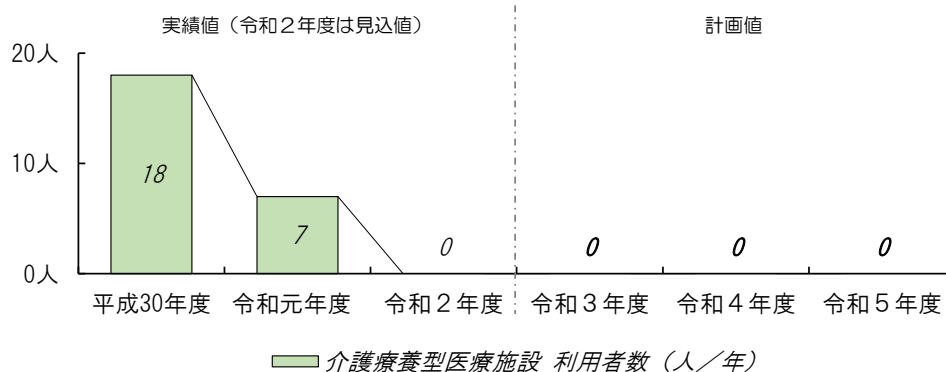 実績値（令和２年度は見込値）
計画値
20人
10人
0人
18
7
0
0
0
0
平成30年度
令和元年度
令和２年度
令和３年度
令和４年度
令和５年度
介護療養型医療施設 利用者数（人／年）